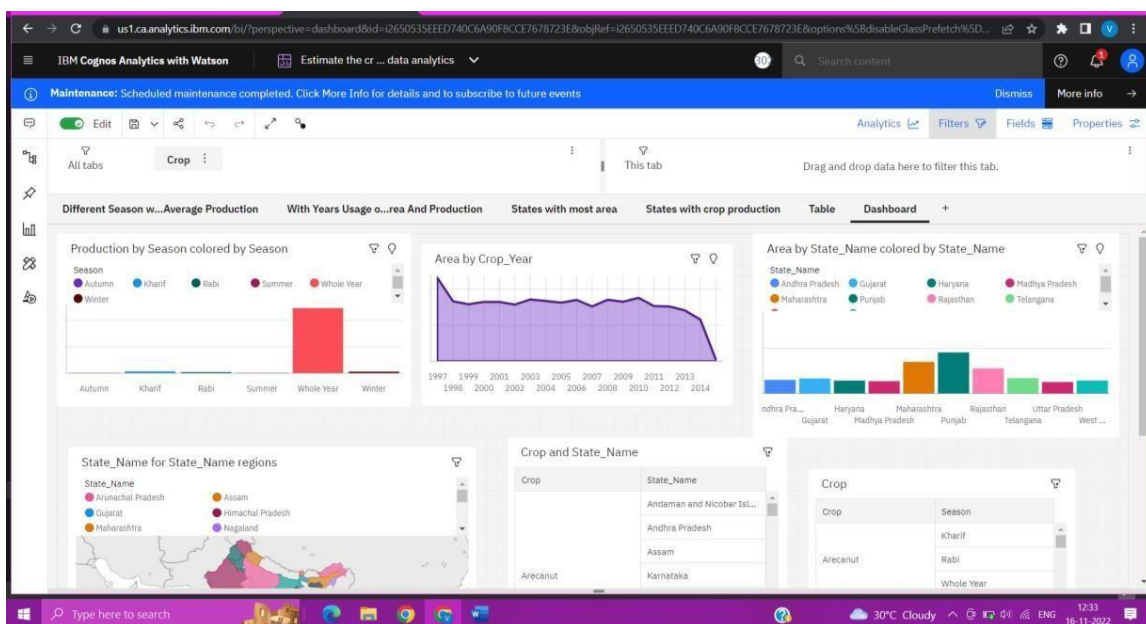 us1.ca.analytics.ibm.com/bi/?perspective=dashboard&id=i2650535EEED740C6A90F8CCE7678723E&objRef=i2650535EEED740C6A90F8CCE7678723E&options%5BdisableGlassPrefetch%5D...
V
IBM Cognos Analytics with Watson
Estimate the cr ... data analytics
Search content
Maintenance: Scheduled maintenance completed. Click More Info for details and to subscribe to future events
Dismiss
More info
Edit
Analytics
Filters
Fields
Properties
All tabs
Crop
This tab
Drag and drop data here to filter this tab.
Different Season w...Average Production
With Years Usage o...rea And Production
States with most area
States with crop production
Table
Dashboard
Production by Season colored by Season
Season
Autumn Kharif Rabi Summer Whole Year
Winter
Autumn Kharif Rabi Summer Whole Year Winter
Area by Crop_Year
1997 1999 2001 2003 2005 2007 2009 2011 2013
1998 2000 2002 2004 2006 2008 2010 2012 2014
Area by State_Name colored by State_Name
State_Name
Andhra Pradesh Gujarat Haryana Madhya Pradesh
Maharashtra Punjab Rajasthan Telangana
ndhra Pra... Haryana Maharashtra Rajasthan Uttar Pradesh
Gujarat Madhya Pradesh Punjab Telangana West ...
State_Name for State_Name regions
State_Name
Arunachal Pradesh Assam
Gujarat Himachal Pradesh
Maharashtra Nagaland
Crop and State_Name
Crop State_Name
Andaman and Nicobar Isl...
Andhra Pradesh
Assam
Arecanut Karnataka
Crop
Crop Season
Kharif
Arecanut Rabi
Whole Year
Type here to search
30°C Cloudy
ENG
12:33
16-11-2022